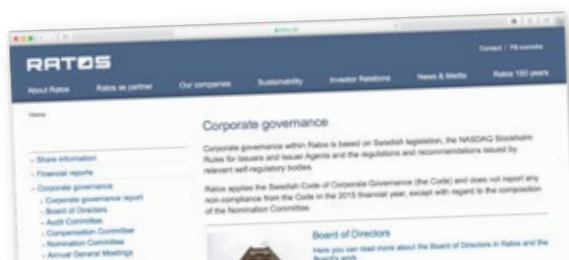 RATOS
Contact | På svenska
About Ratos
Ratos as partner
Our companies
Sustainability
Investor Relations
News & Media
Ratos 150 years
Home
Corporate governance
Corporate governance within Ratos is based on Swedish legislation, the NASDAQ Stockholm
Rules for Issuers and Issuer Agents and the regulations and recommendations issued by
relevant self-regulatory bodies.
Ratos applies the Swedish Code of Corporate Governance (the Code) and does not report any
non-compliance from the Code in the 2015 financial year, except with regard to the composition
of the Nomination Committee.
- Share information
- Financial reports
- Corporate governance
- Corporate governance report
- Board of Directors
- Audit Committee
- Compensation Committee
- Nomination Committee
- Annual General Meetings
Board of Directors
Here you can read more about the Board of Directors in Ratos and the
Board's work.